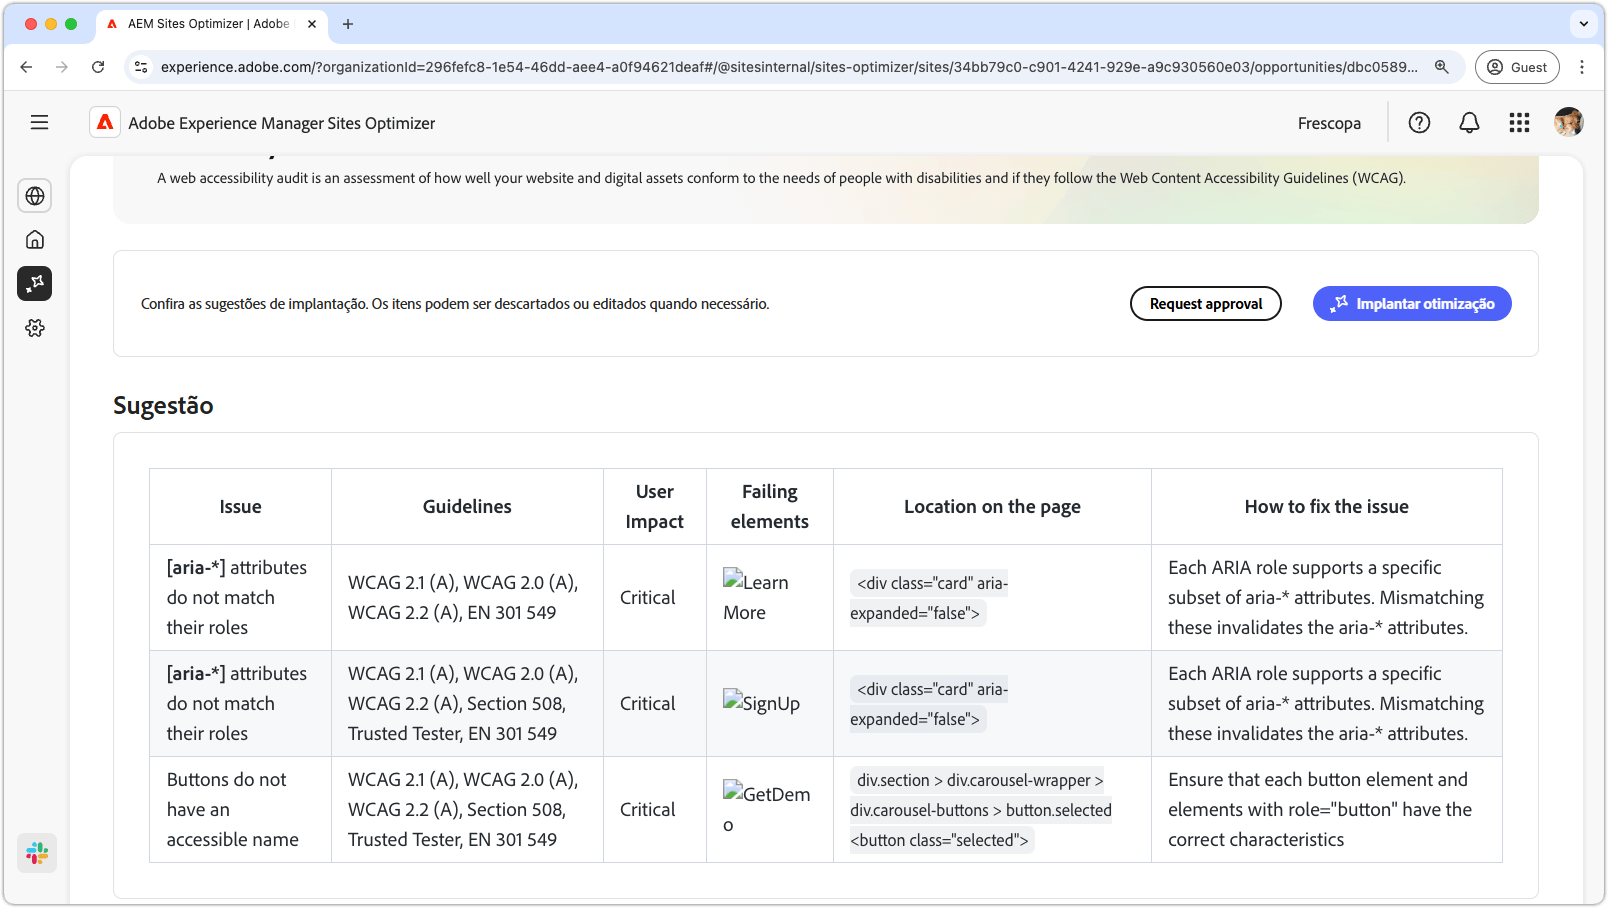 AEM Sites Optimizer | Adobe
experience.adobe.com/?organizationId=296fefc8-1e54-46dd-aee4-a0f94621deaf#/@sitesinternal/sites-optimizer/sites/34bb79c0-c901-4241-929e-a9c930560e03/opportunities/dbc0589...
Guest
Adobe Experience Manager Sites Optimizer
Frescopa
A web accessibility audit is an assessment of how well your website and digital assets conform to the needs of people with disabilities and if they follow the Web Content Accessibility Guidelines (WCAG).
Confira as sugestões de implantação. Os itens podem ser descartados ou editados quando necessário.
Request approval
Implantar otimização
Sugestão
Issue
Guidelines
User
Impact
Failing
elements
Location on the page
How to fix the issue
[aria-*] attributes
do not match
their roles
WCAG 2.1 (A), WCAG 2.0 (A),
WCAG 2.2 (A), EN 301 549
Critical
Learn
More
<div class="card" aria-
expanded="false">
Each ARIA role supports a specific
subset of aria-* attributes. Mismatching
these invalidates the aria-* attributes.
[aria-*] attributes
do not match
their roles
WCAG 2.1 (A), WCAG 2.0 (A),
WCAG 2.2 (A), Section 508,
Trusted Tester, EN 301 549
Critical
SignUp
<div class="card" aria-
expanded="false">
Each ARIA role supports a specific
subset of aria-* attributes. Mismatching
these invalidates the aria-* attributes.
Buttons do not
have an
accessible name
WCAG 2.1 (A), WCAG 2.0 (A),
WCAG 2.2 (A), Section 508,
Trusted Tester, EN 301 549
Critical
GetDem
o
div.section > div.carousel-wrapper >
div.carousel-buttons > button.selected
<button class="selected">
Ensure that each button element and
elements with role="button" have the
correct characteristics